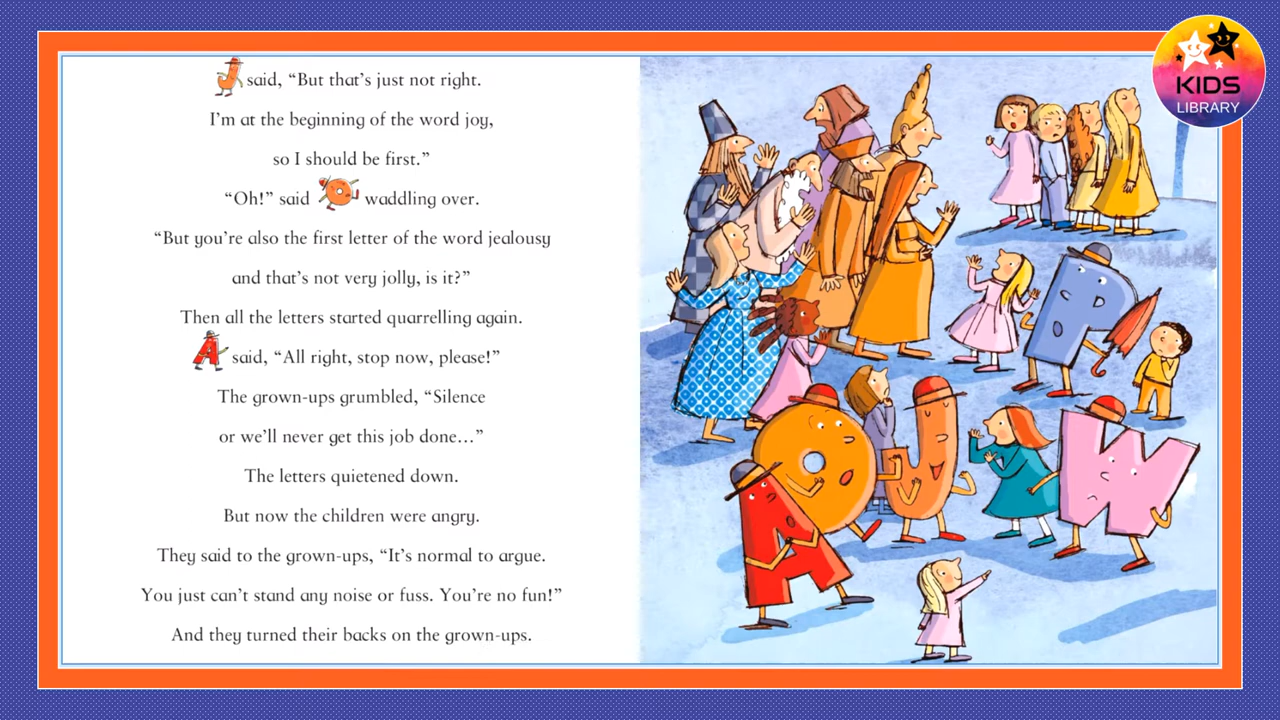 J said, “But that’s just not right.
I’m at the beginning of the word joy,
so I should be first.”
“Oh!” said O waddling over.
“But you’re also the first letter of the word jealousy
and that’s not very jolly, is it?”
Then all the letters started quarrelling again.
A said, “All right, stop now, please!”
The grown-ups grumbled, “Silence
or we’ll never get this job done…”
The letters quietened down.
But now the children were angry.
They said to the grown-ups, “It’s normal to argue.
You just can’t stand any noise or fuss. You’re no fun!”
And they turned their backs on the grown-ups.
KIDS
LIBRARY
P
O
J
W
A